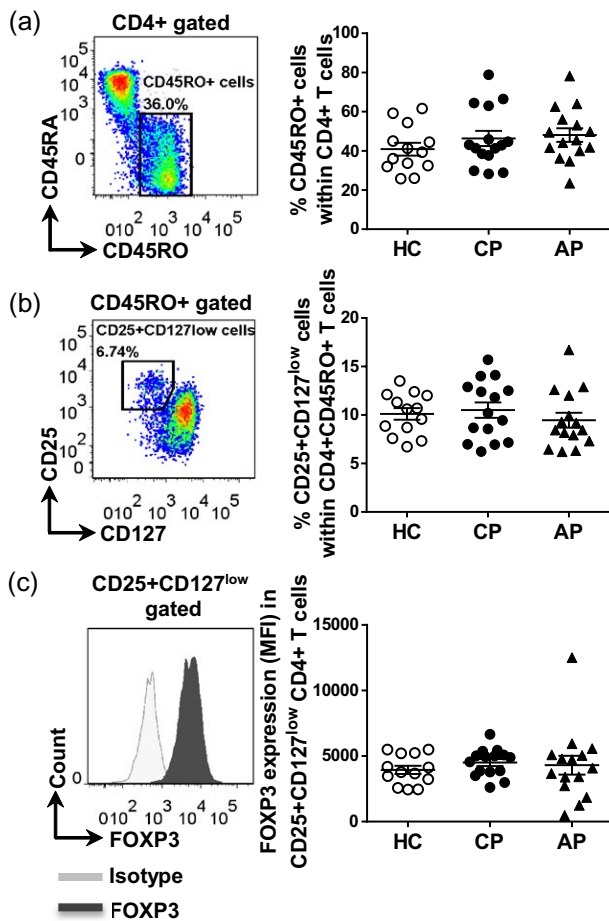 (a)
CD4+ gated
CD45RA
10⁵
10⁴
10³
0
CD45RO+ cells
36.0%
010² 10³ 10⁴ 10⁵
CD45RO
% CD45RO+ cells
within CD4+ T cells
100
80
60
40
20
0
HC CP AP
(b)
CD45RO+ gated
CD25
10⁵
10⁴
10³
10²
0
CD25+CD127low cells
6.74%
010² 10³ 10⁴ 10⁵
CD127
% CD25+CD127low cells
within CD4+CD45RO+ T cells
20
15
10
5
0
HC CP AP
(c)
CD25+CD127low
gated
Count
0
010² 10³ 10⁴ 10⁵
FOXP3
Isotype
FOXP3
FOXP3 expression (MFI) in
CD25+CD127low CD4+ T cells
15000
10000
5000
0
HC CP AP